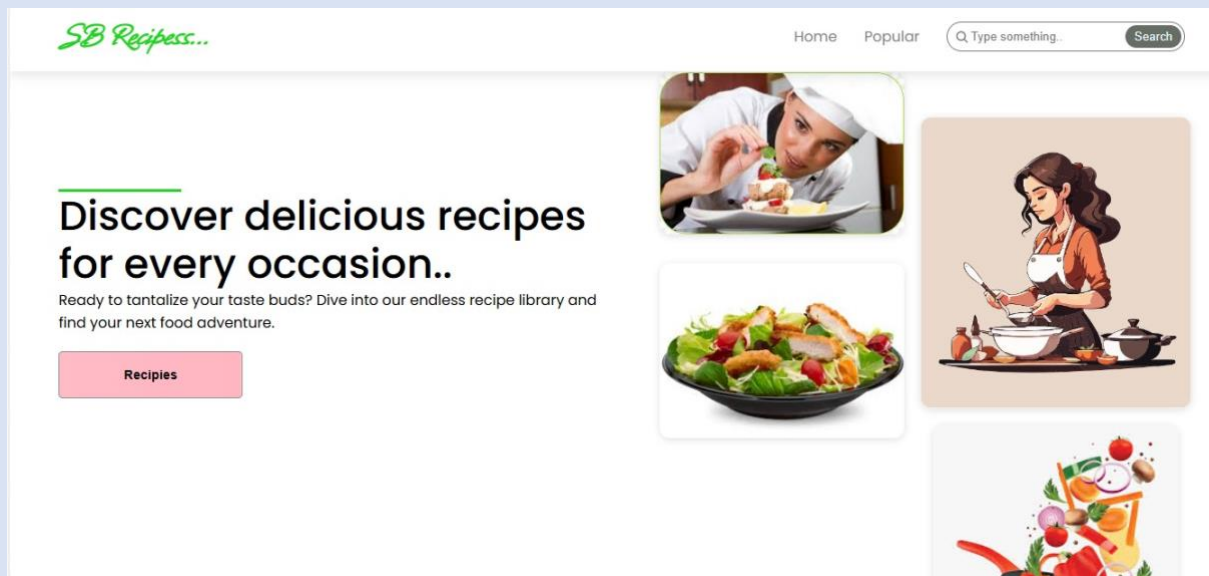 SB Recipess...
Home
Popular
Type something..
Search
Discover delicious recipes
for every occasion..
Ready to tantalize your taste buds? Dive into our endless recipe library and
find your next food adventure.
Recipies